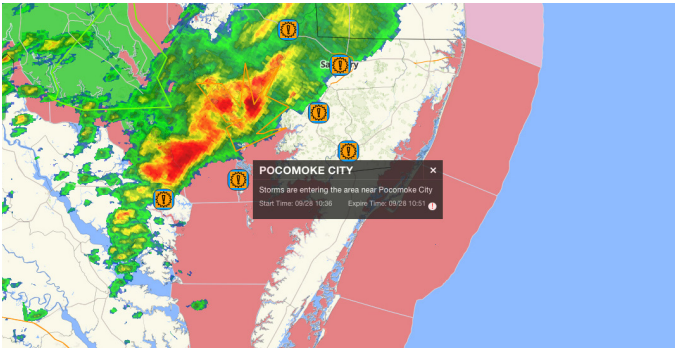 POCOMOKE CITY ×
Storms are entering the area near Pocomoke City
Start Time: 09/28 10:36 Expire Time: 09/28 10:51